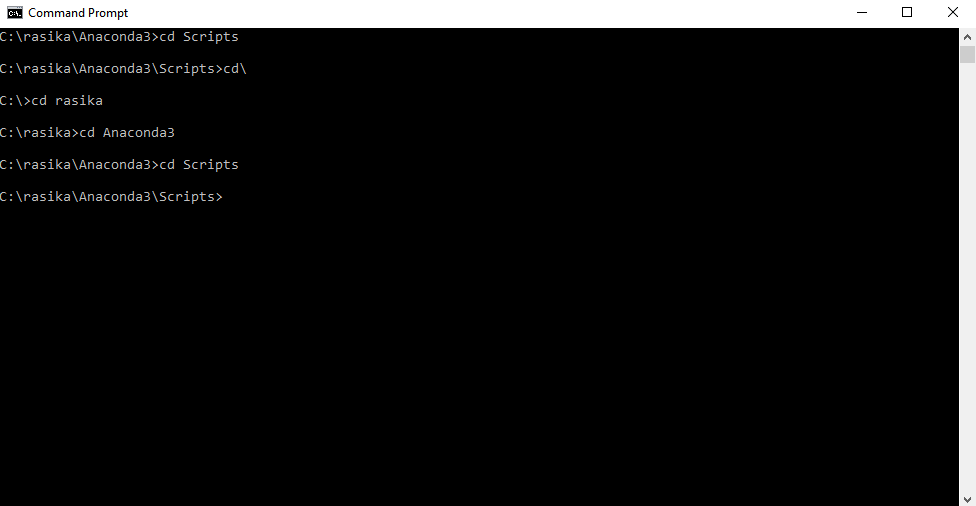 Command Prompt
C:\rasika\Anaconda3>cd Scripts
C:\rasika\Anaconda3\Scripts>cd\
C:\>cd rasika
C:\rasika>cd Anaconda3
C:\rasika\Anaconda3>cd Scripts
C:\rasika\Anaconda3\Scripts>